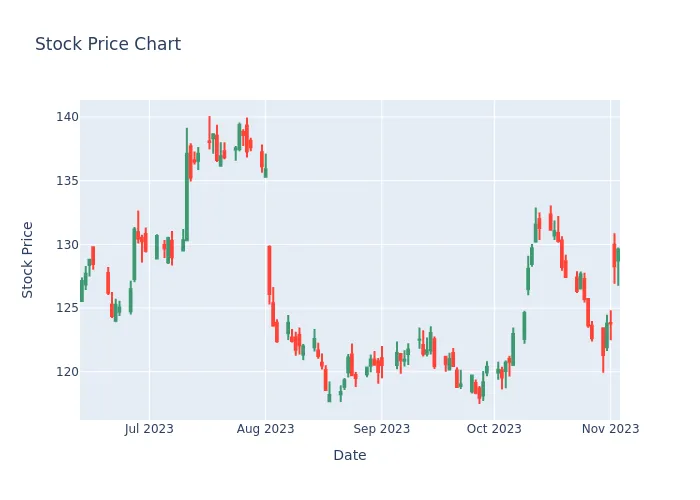 Stock Price Chart
140
135
130
125
120
Stock Price
Jul 2023
Aug 2023
Sep 2023
Oct 2023
Nov 2023
Date